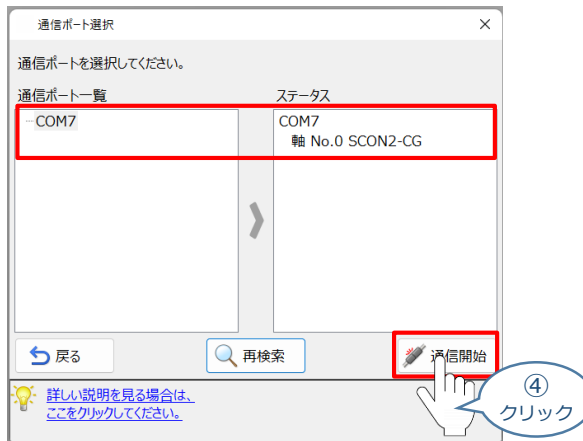 通信ポート選択
通信ポートを選択してください。
通信ポート一覧
ステータス
COM7
COM7
軸 No.0 SCON2-CG
戻る
再検索
通信開始
詳しい説明を見る場合は、
ここをクリックしてください。
④
クリック